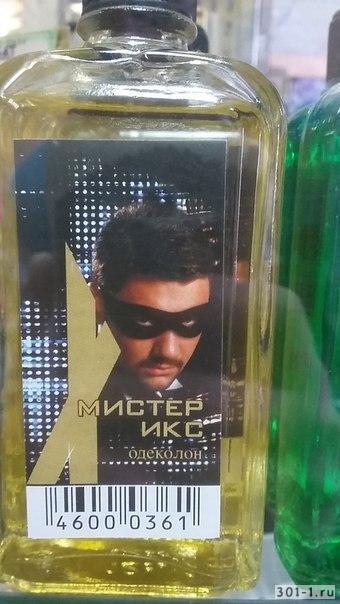 МИСТЕР
ИКС
одеколон
4600 0361
301-1.ru